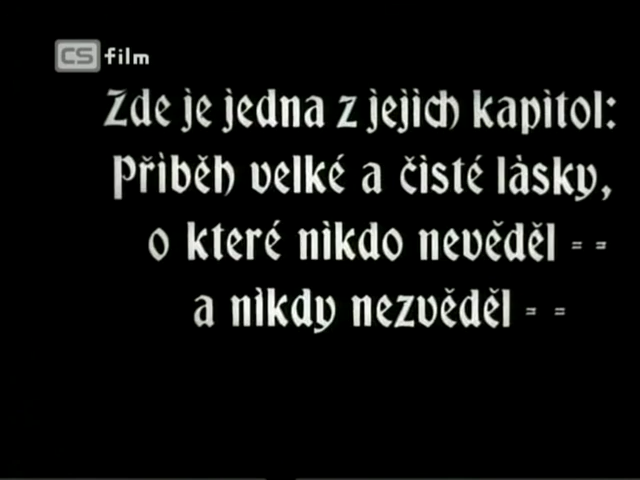 CS film
Zde je jedna z jejich kapitol:
Příběh velké a čisté lásky,
o které nikdo nevěděl = =
a nikdy nezvěděl = =